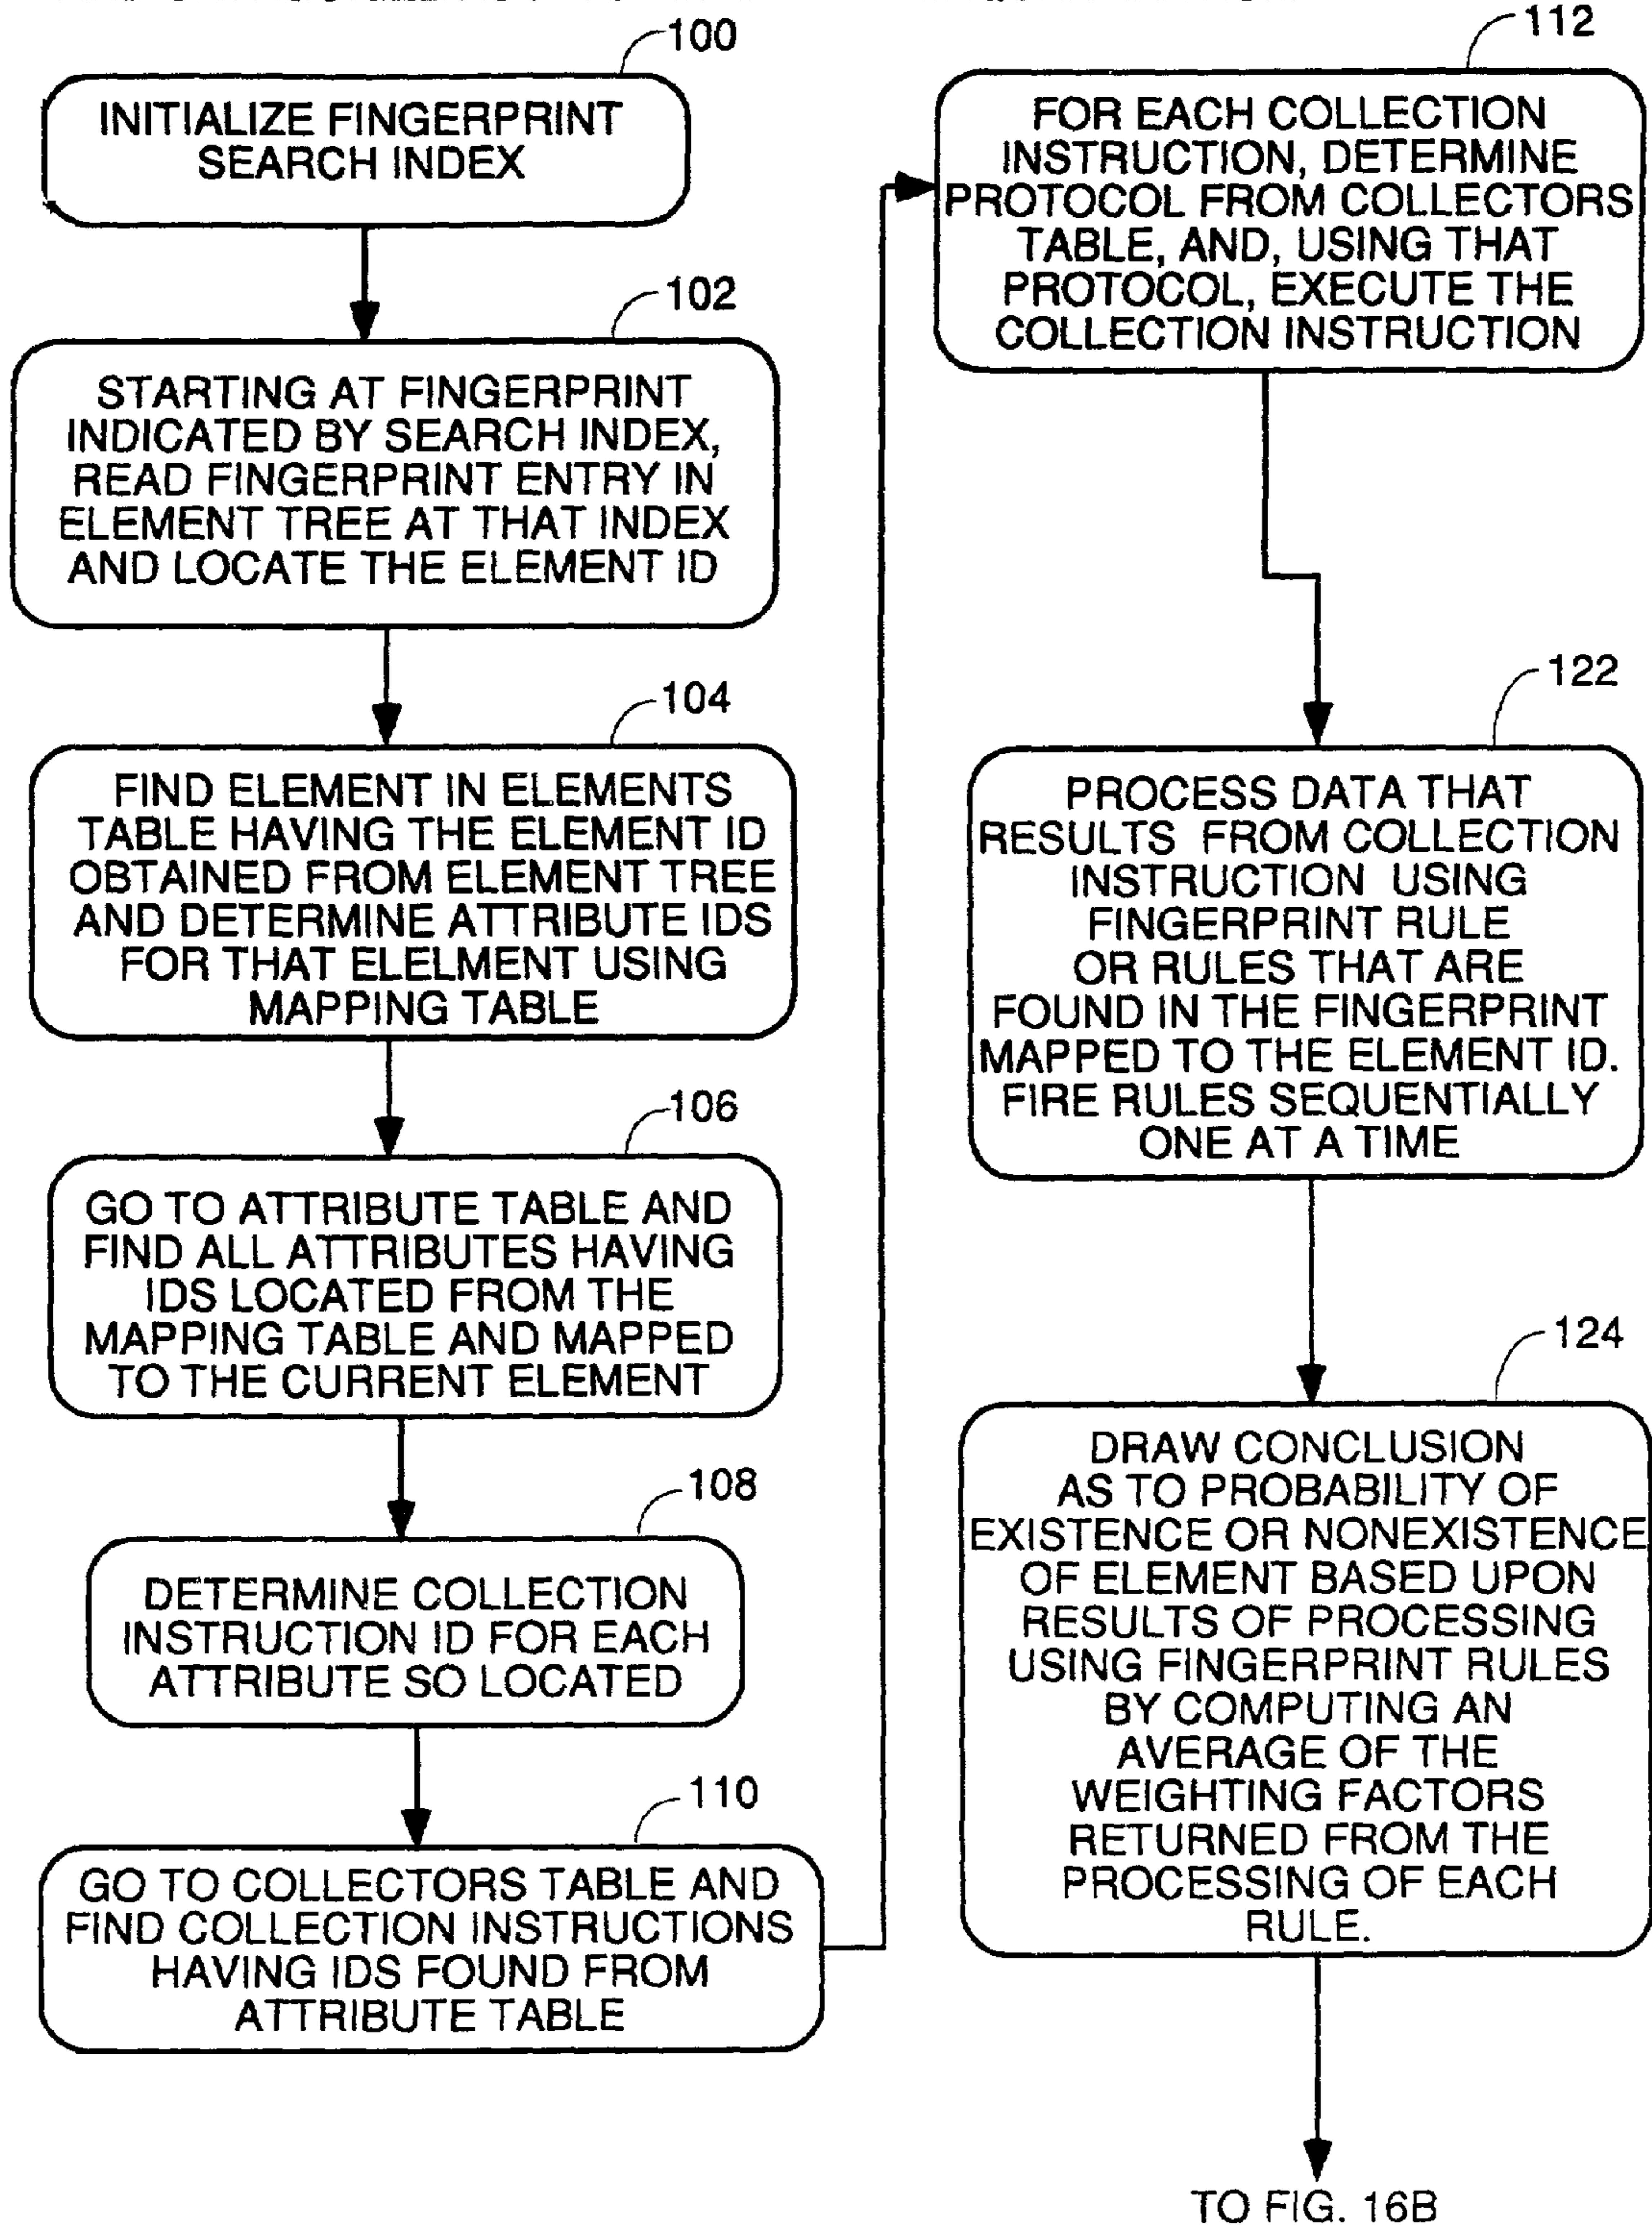 100
INITIALIZE FINGERPRINT
SEARCH INDEX
102
STARTING AT FINGERPRINT
INDICATED BY SEARCH INDEX,
READ FINGERPRINT ENTRY IN
ELEMENT TREE AT THAT INDEX
AND LOCATE THE ELEMENT ID
104
FIND ELEMENT IN ELEMENTS
TABLE HAVING THE ELEMENT ID
OBTAINED FROM ELEMENT TREE
AND DETERMINE ATTRIBUTE IDS
FOR THAT ELELMENT USING
MAPPING TABLE
106
GO TO ATTRIBUTE TABLE AND
FIND ALL ATTRIBUTES HAVING
IDS LOCATED FROM THE
MAPPING TABLE AND MAPPED
TO THE CURRENT ELEMENT
108
DETERMINE COLLECTION
INSTRUCTION ID FOR EACH
ATTRIBUTE SO LOCATED
110
GO TO COLLECTORS TABLE AND
FIND COLLECTION INSTRUCTIONS
HAVING IDS FOUND FROM
ATTRIBUTE TABLE
112
FOR EACH COLLECTION
INSTRUCTION, DETERMINE
PROTOCOL FROM COLLECTORS
TABLE, AND, USING THAT
PROTOCOL, EXECUTE THE
COLLECTION INSTRUCTION
122
PROCESS DATA THAT
RESULTS FROM COLLECTION
INSTRUCTION USING
FINGERPRINT RULE
OR RULES THAT ARE
FOUND IN THE FINGERPRINT
MAPPED TO THE ELEMENT ID.
FIRE RULES SEQUENTIALLY
ONE AT A TIME
124
DRAW CONCLUSION
AS TO PROBABILITY OF
EXISTENCE OR NONEXISTENCE
OF ELEMENT BASED UPON
RESULTS OF PROCESSING
USING FINGERPRINT RULES
BY COMPUTING AN
AVERAGE OF THE
WEIGHTING FACTORS
RETURNED FROM THE
PROCESSING OF EACH
RULE.
TO FIG. 16B